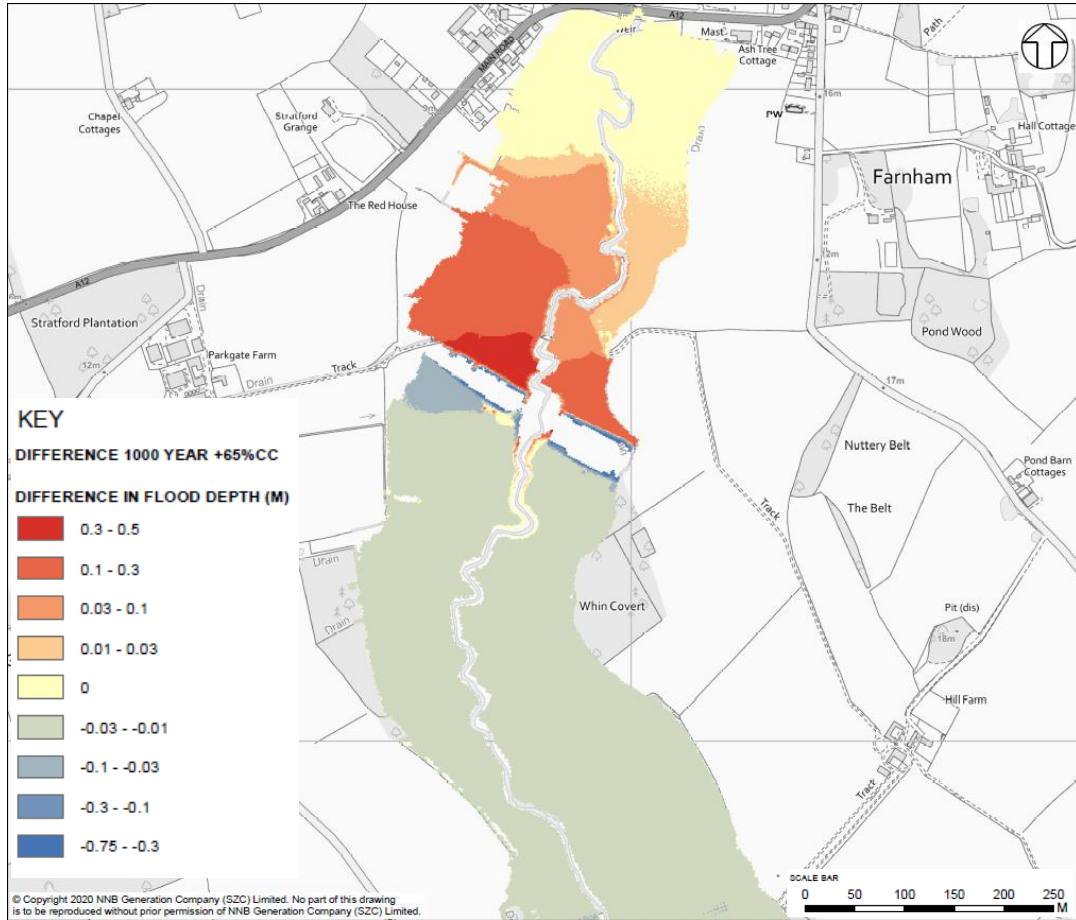 A12
Weir
Mast
Ash Tree
Cottage
Path
MAIN ROAD
16m
Chapel
Cottages
Stratford
Grange
PW
Drain
Hall Cottage
Farnham
The Red House
12m
A12
Drain
Stratford Plantation
Pond Wood
12m
Parkgate Farm
Drain
Track
17m
KEY
DIFFERENCE 1000 YEAR +65%CC
DIFFERENCE IN FLOOD DEPTH (M)
0.3 - 0.5
0.1 - 0.3
0.03 - 0.1
0.01 - 0.03
0
-0.03 - -0.01
-0.1 - -0.03
-0.3 - -0.1
-0.75 - -0.3
Nuttery Belt
Pond Barn
Cottages
Track
The Belt
Drain
Drain
Whin Covert
Pit (dis)
18m
Hill Farm
Track
SCALE BAR
0 50 100 150 200 250
M
© Copyright 2020 NNB Generation Company (SZC) Limited. No part of this drawing
is to be reproduced without prior permission of NNB Generation Company (SZC) Limited.